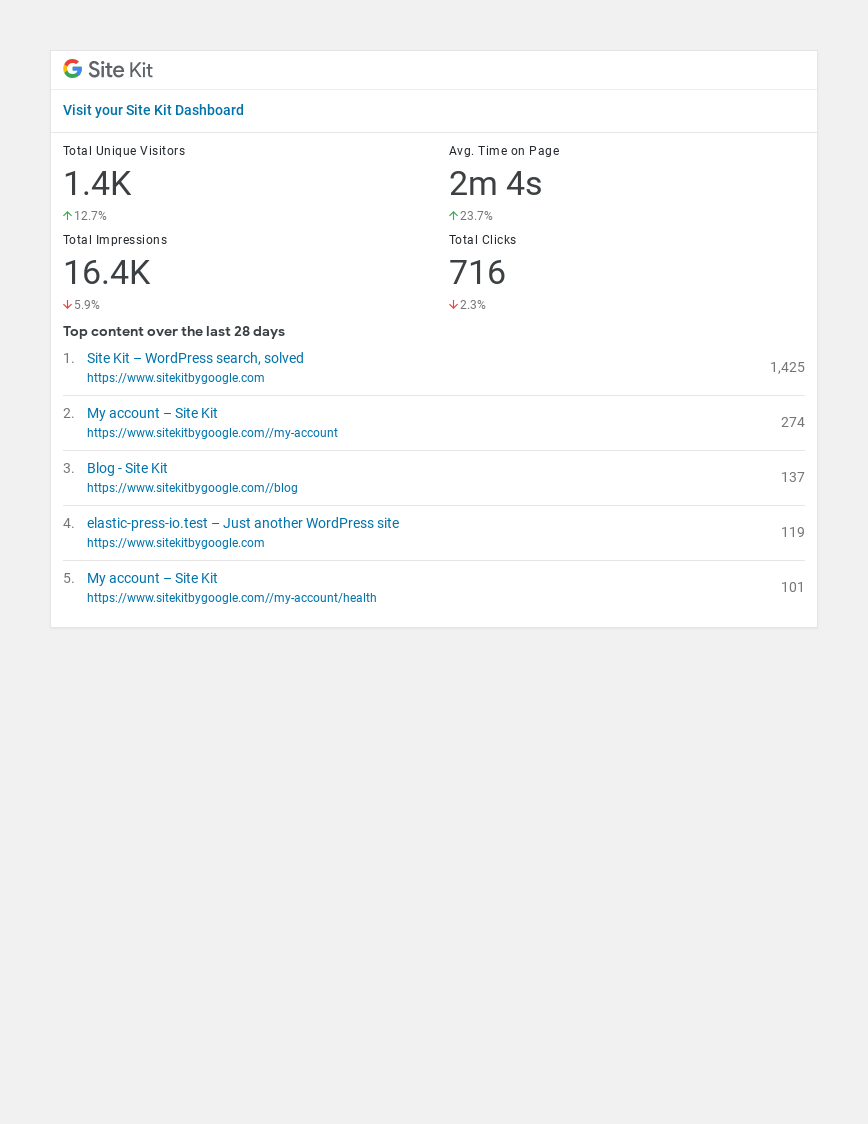 Site Kit
Visit your Site Kit Dashboard
Total Unique Visitors
1.4K
12.7%
Avg. Time on Page
2m 4s
23.7%
Total Impressions
16.4K
5.9%
Total Clicks
716
2.3%
Top content over the last 28 days
1. Site Kit – WordPress search, solved
https://www.sitekitbygoogle.com
1,425
2. My account – Site Kit
https://www.sitekitbygoogle.com//my-account
274
3. Blog - Site Kit
https://www.sitekitbygoogle.com//blog
137
4. elastic-press-io.test – Just another WordPress site
https://www.sitekitbygoogle.com
119
5. My account – Site Kit
https://www.sitekitbygoogle.com//my-account/health
101